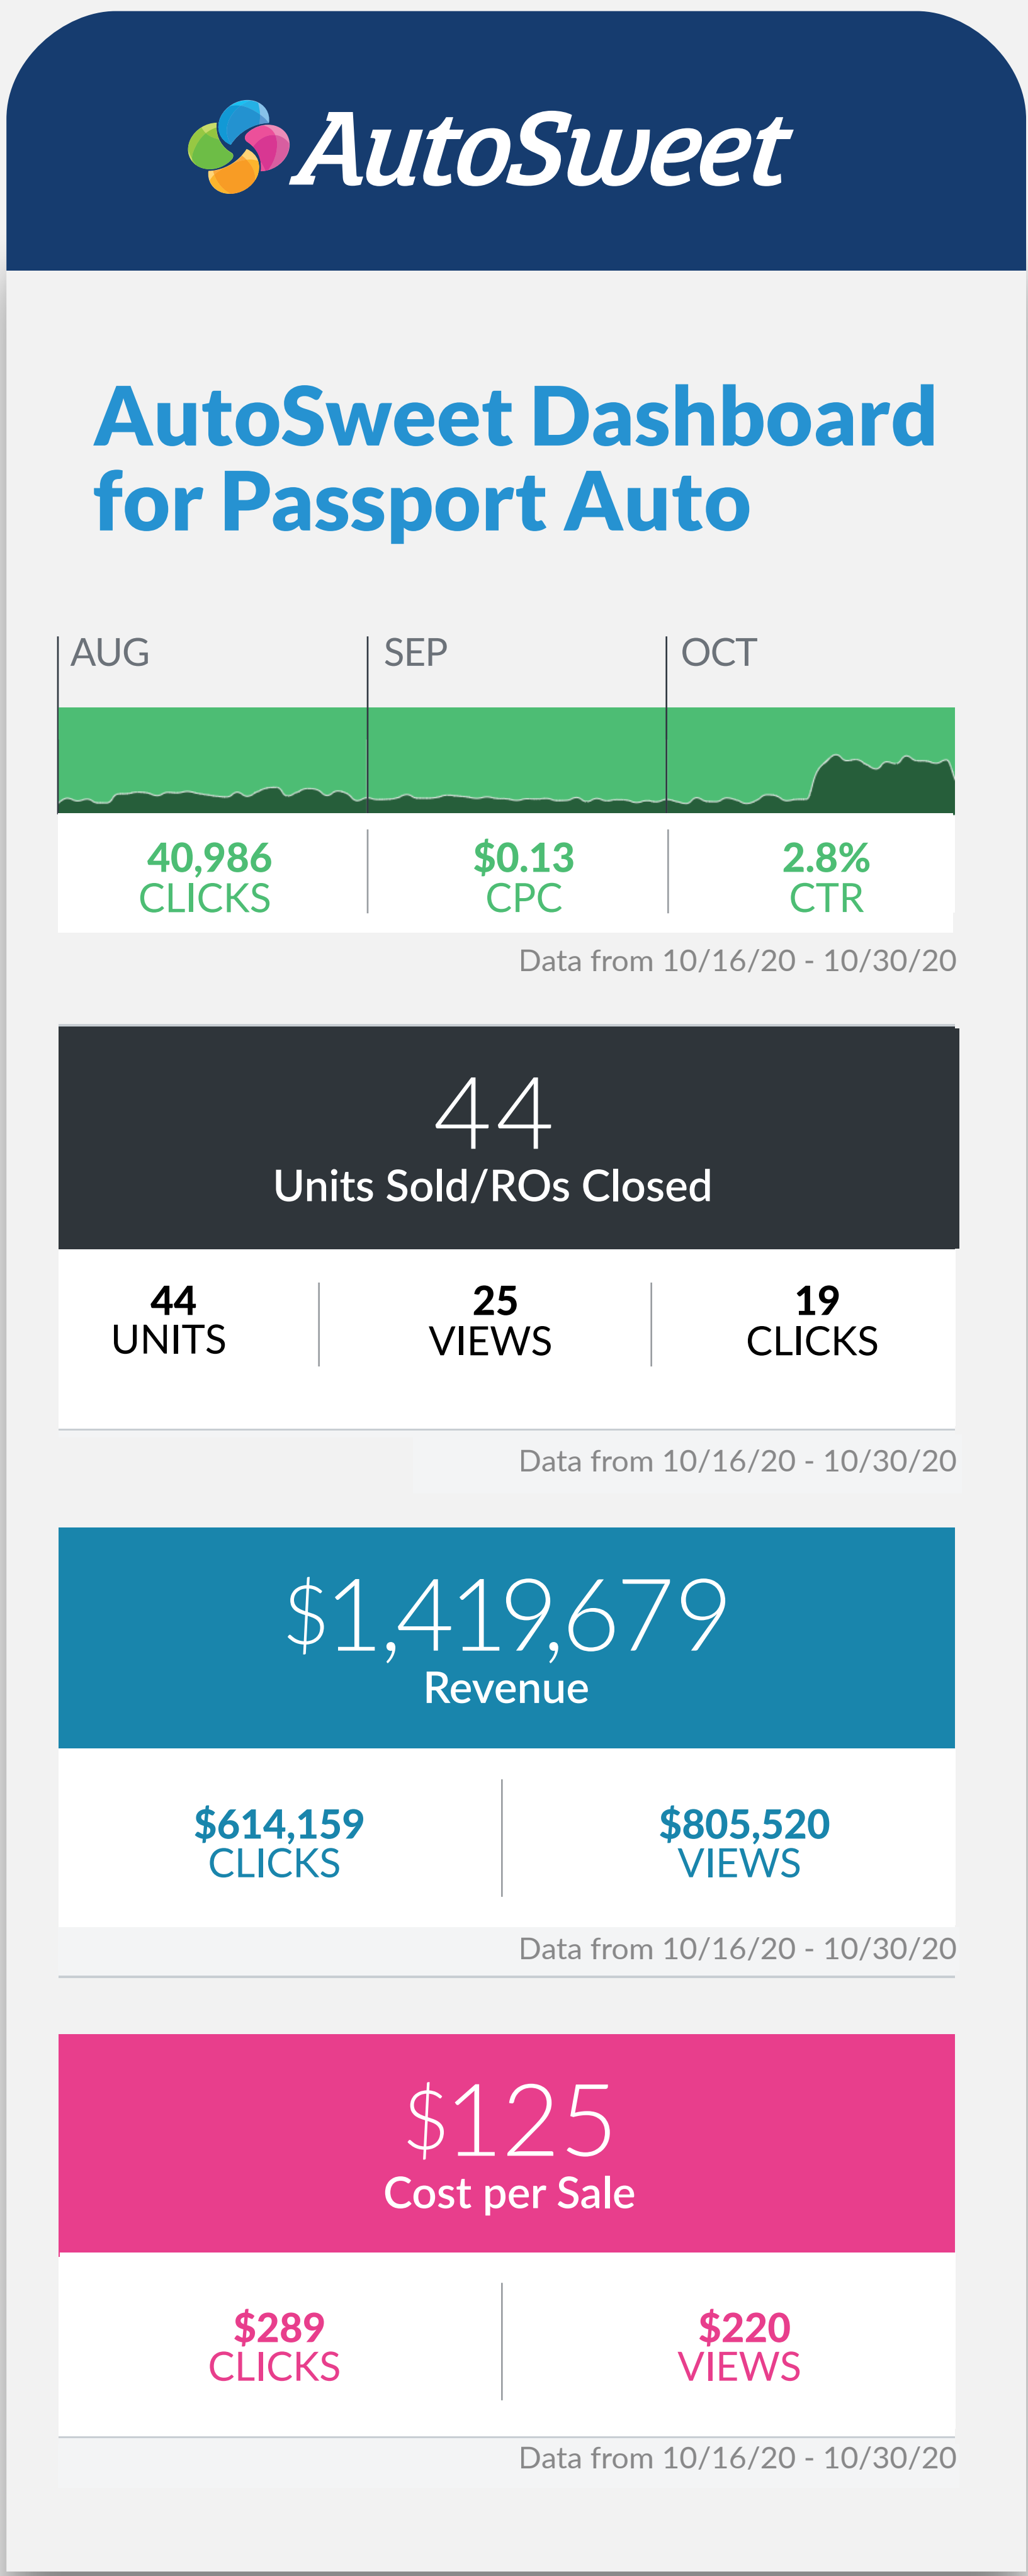 AutoSweet
AutoSweet Dashboard
for Passport Auto
AUG SEP OCT
40,986 $0.13 2.8%
CLICKS CPC CTR
Data from 10/16/20 - 10/30/20
44
Units Sold/ROs Closed
44 25 19
UNITS VIEWS CLICKS
Data from 10/16/20 - 10/30/20
$1,419,679
Revenue
$614,159 $805,520
CLICKS VIEWS
Data from 10/16/20 - 10/30/20
$125
Cost per Sale
$289 $220
CLICKS VIEWS
Data from 10/16/20 - 10/30/20